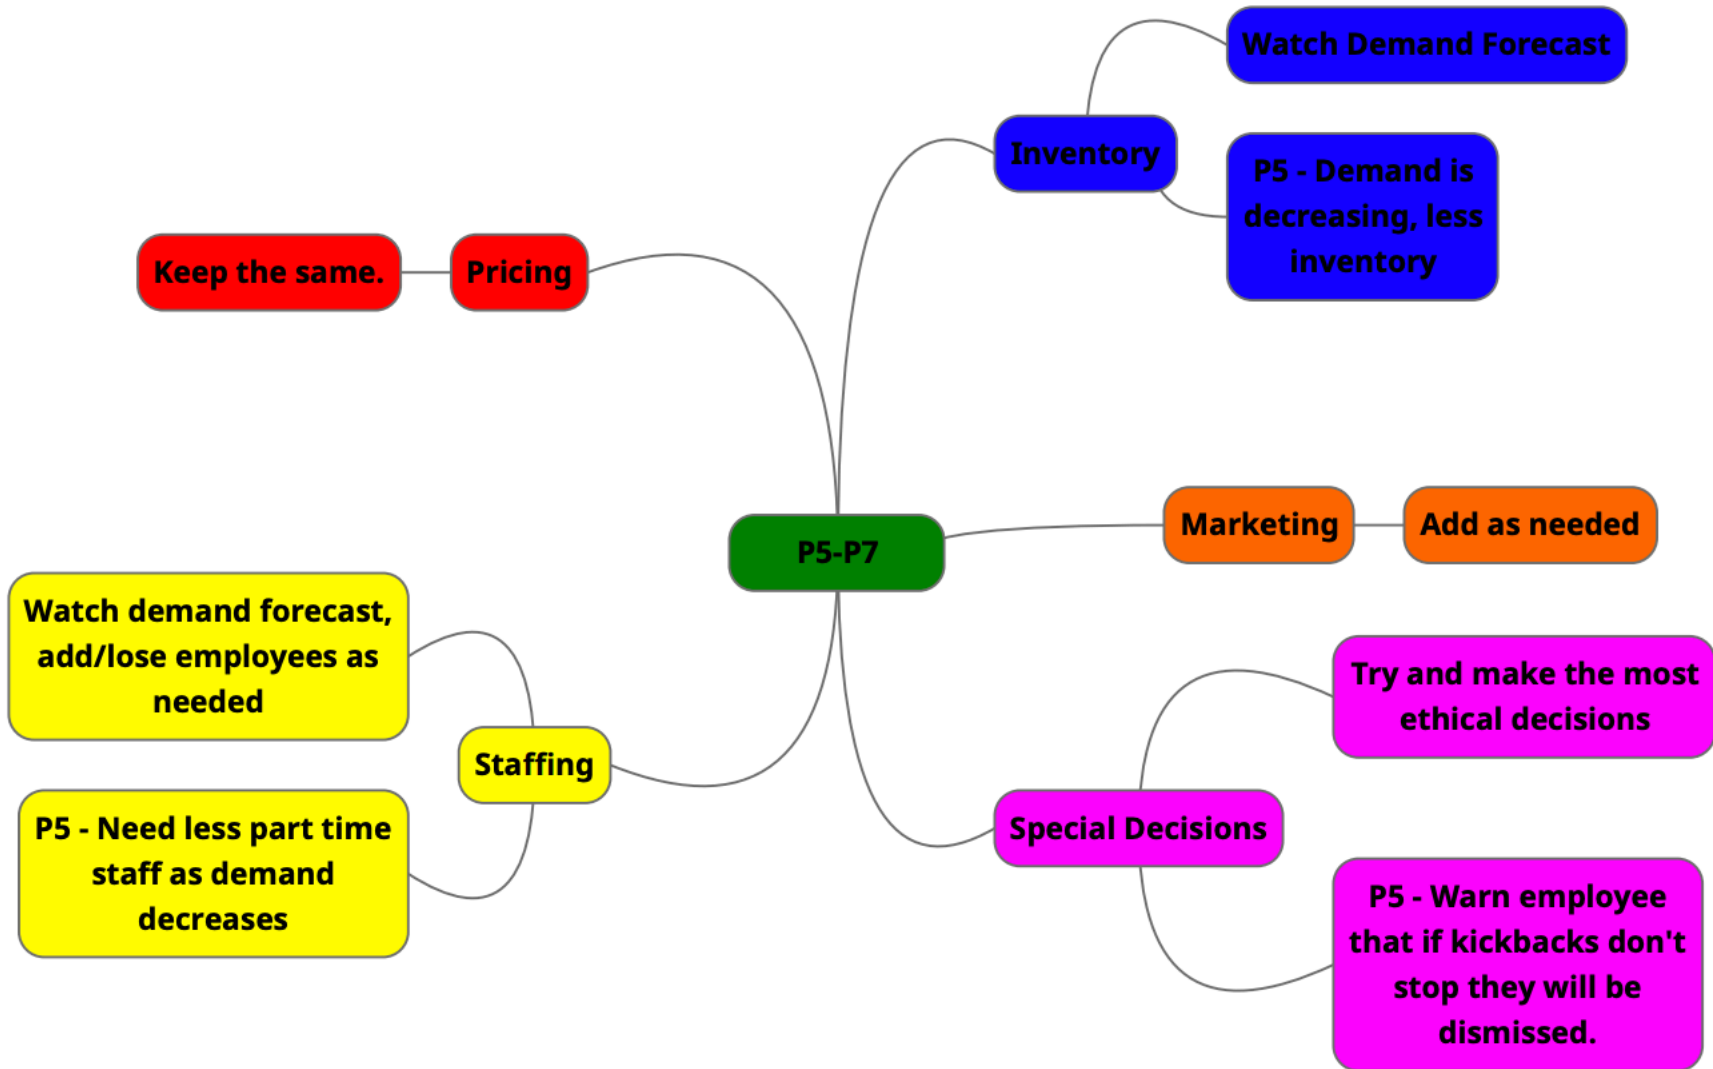 Watch Demand Forecast
Inventory
P5 - Demand is
decreasing, less
inventory
Keep the same.
Pricing
Marketing
Add as needed
P5-P7
Watch demand forecast,
add/lose employees as
needed
Staffing
P5 - Need less part time
staff as demand
decreases
Try and make the most
ethical decisions
Special Decisions
P5 - Warn employee
that if kickbacks don't
stop they will be
dismissed.